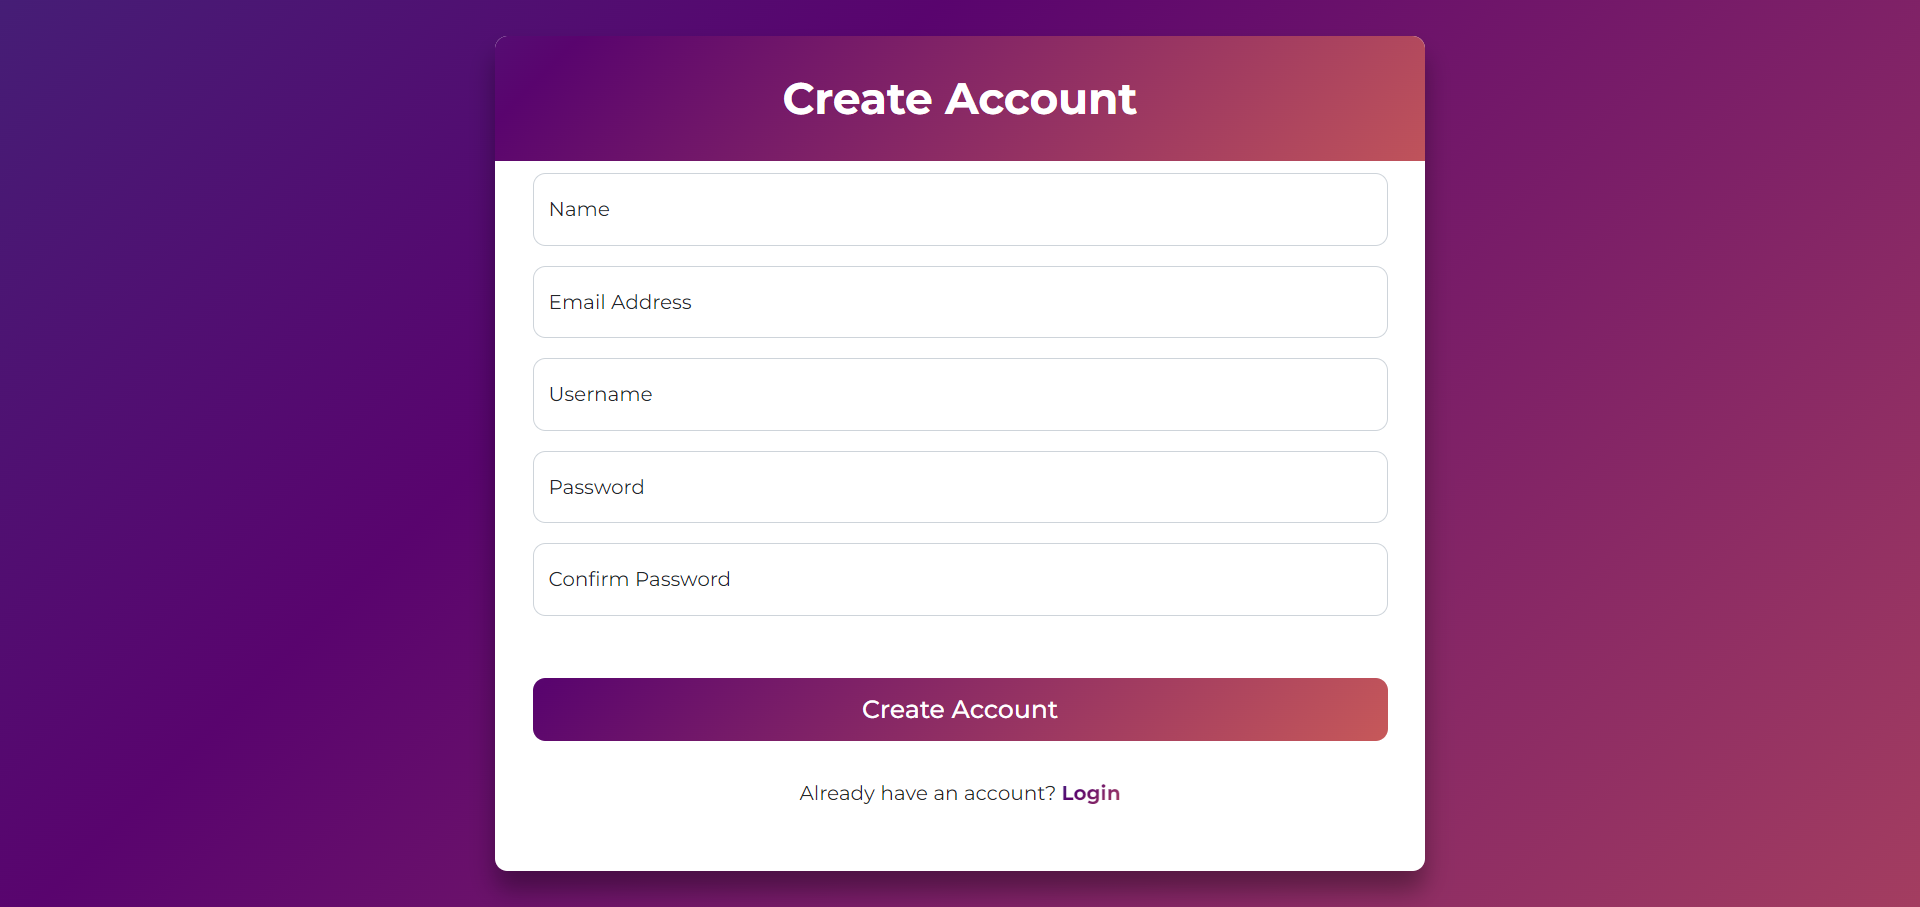 Create Account
Name
Email Address
Username
Password
Confirm Password
Create Account
Already have an account? Login